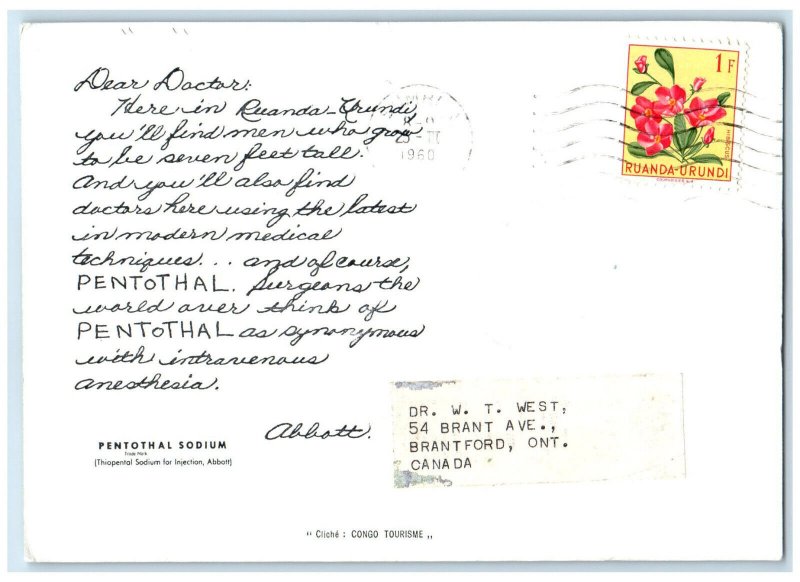 Dear Doctor:
Here in Ruanda-Urundi
you'll find men who grow
to be seven feet tall.
And you'll also find
doctors here using the latest
in modern medical
techniques... and of course,
PENTOTHAL. Surgeons the
world over think of
PENTOTHAL as synonymous
with intravenous
anesthesia.
Abbott.
PENTOTHAL SODIUM
Trade Mark
(Thiopental Sodium for Injection, Abbott)
1960
1 F
HIBISCUS
RUANDA-URUNDI
DR. W. T. WEST,
54 BRANT AVE.,
BRANTFORD, ONT.
CANADA
"Cliché : CONGO TOURISME „